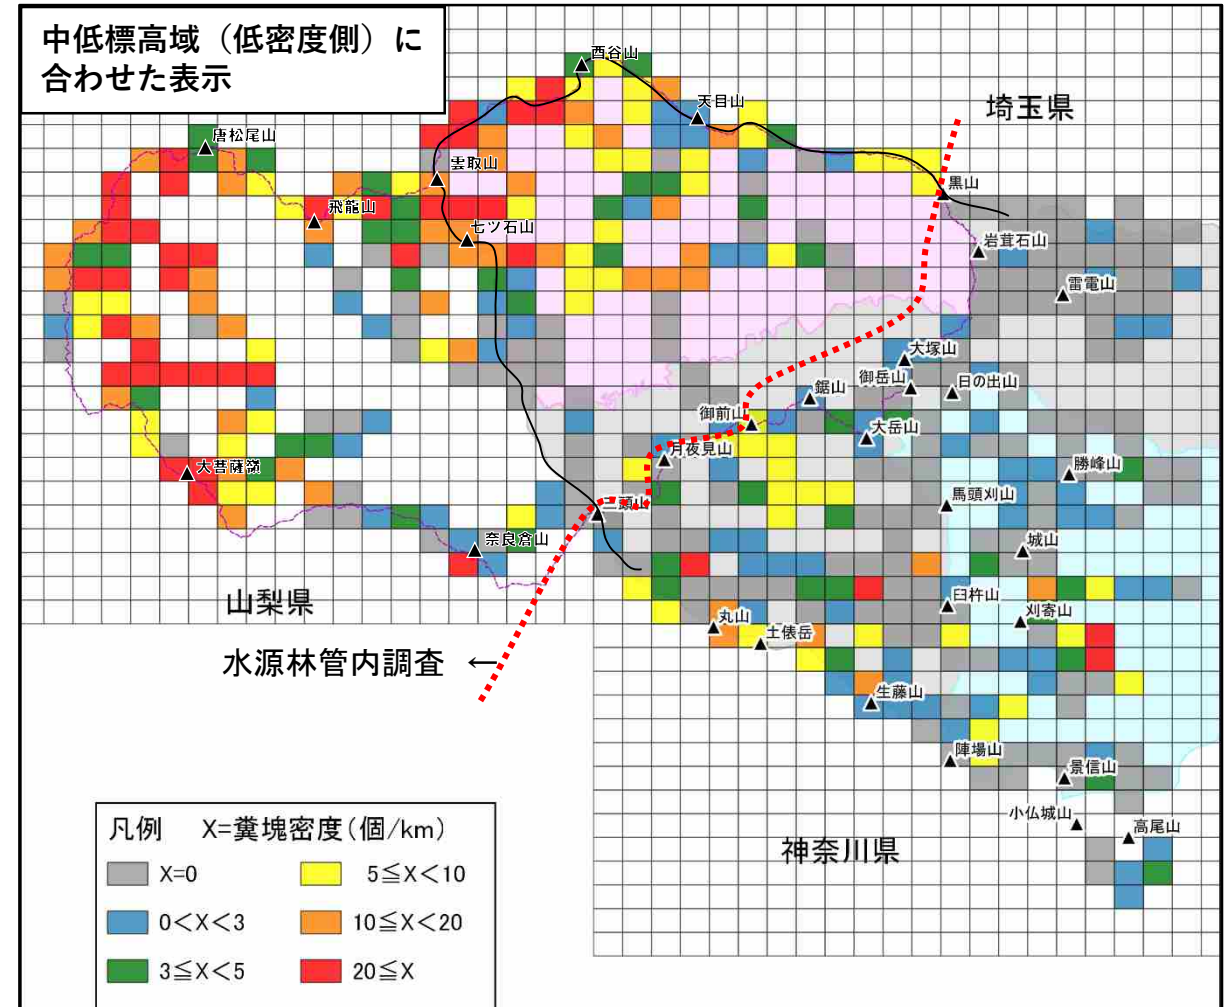 中低標高域（低密度側）に
合わせた表示
酉谷山
天目山
埼玉県
唐松尾山
雲取山
黒山
飛龍山
七ツ石山
岩茸石山
雷電山
大塚山
御岳山
日の出山
鋸山
御前山
大岳山
月夜見山
勝峰山
大菩薩嶺
馬頭刈山
三頭山
奈良倉山
城山
山梨県
臼杵山
刈寄山
丸山
土俵岳
水源林管内調査 ←
生藤山
陣場山
景信山
小仏城山
高尾山
神奈川県
凡例 X=糞塊密度(個/km)
X=0
5≦X<10
0<X<3
10≦X<20
3≦X<5
20≦X